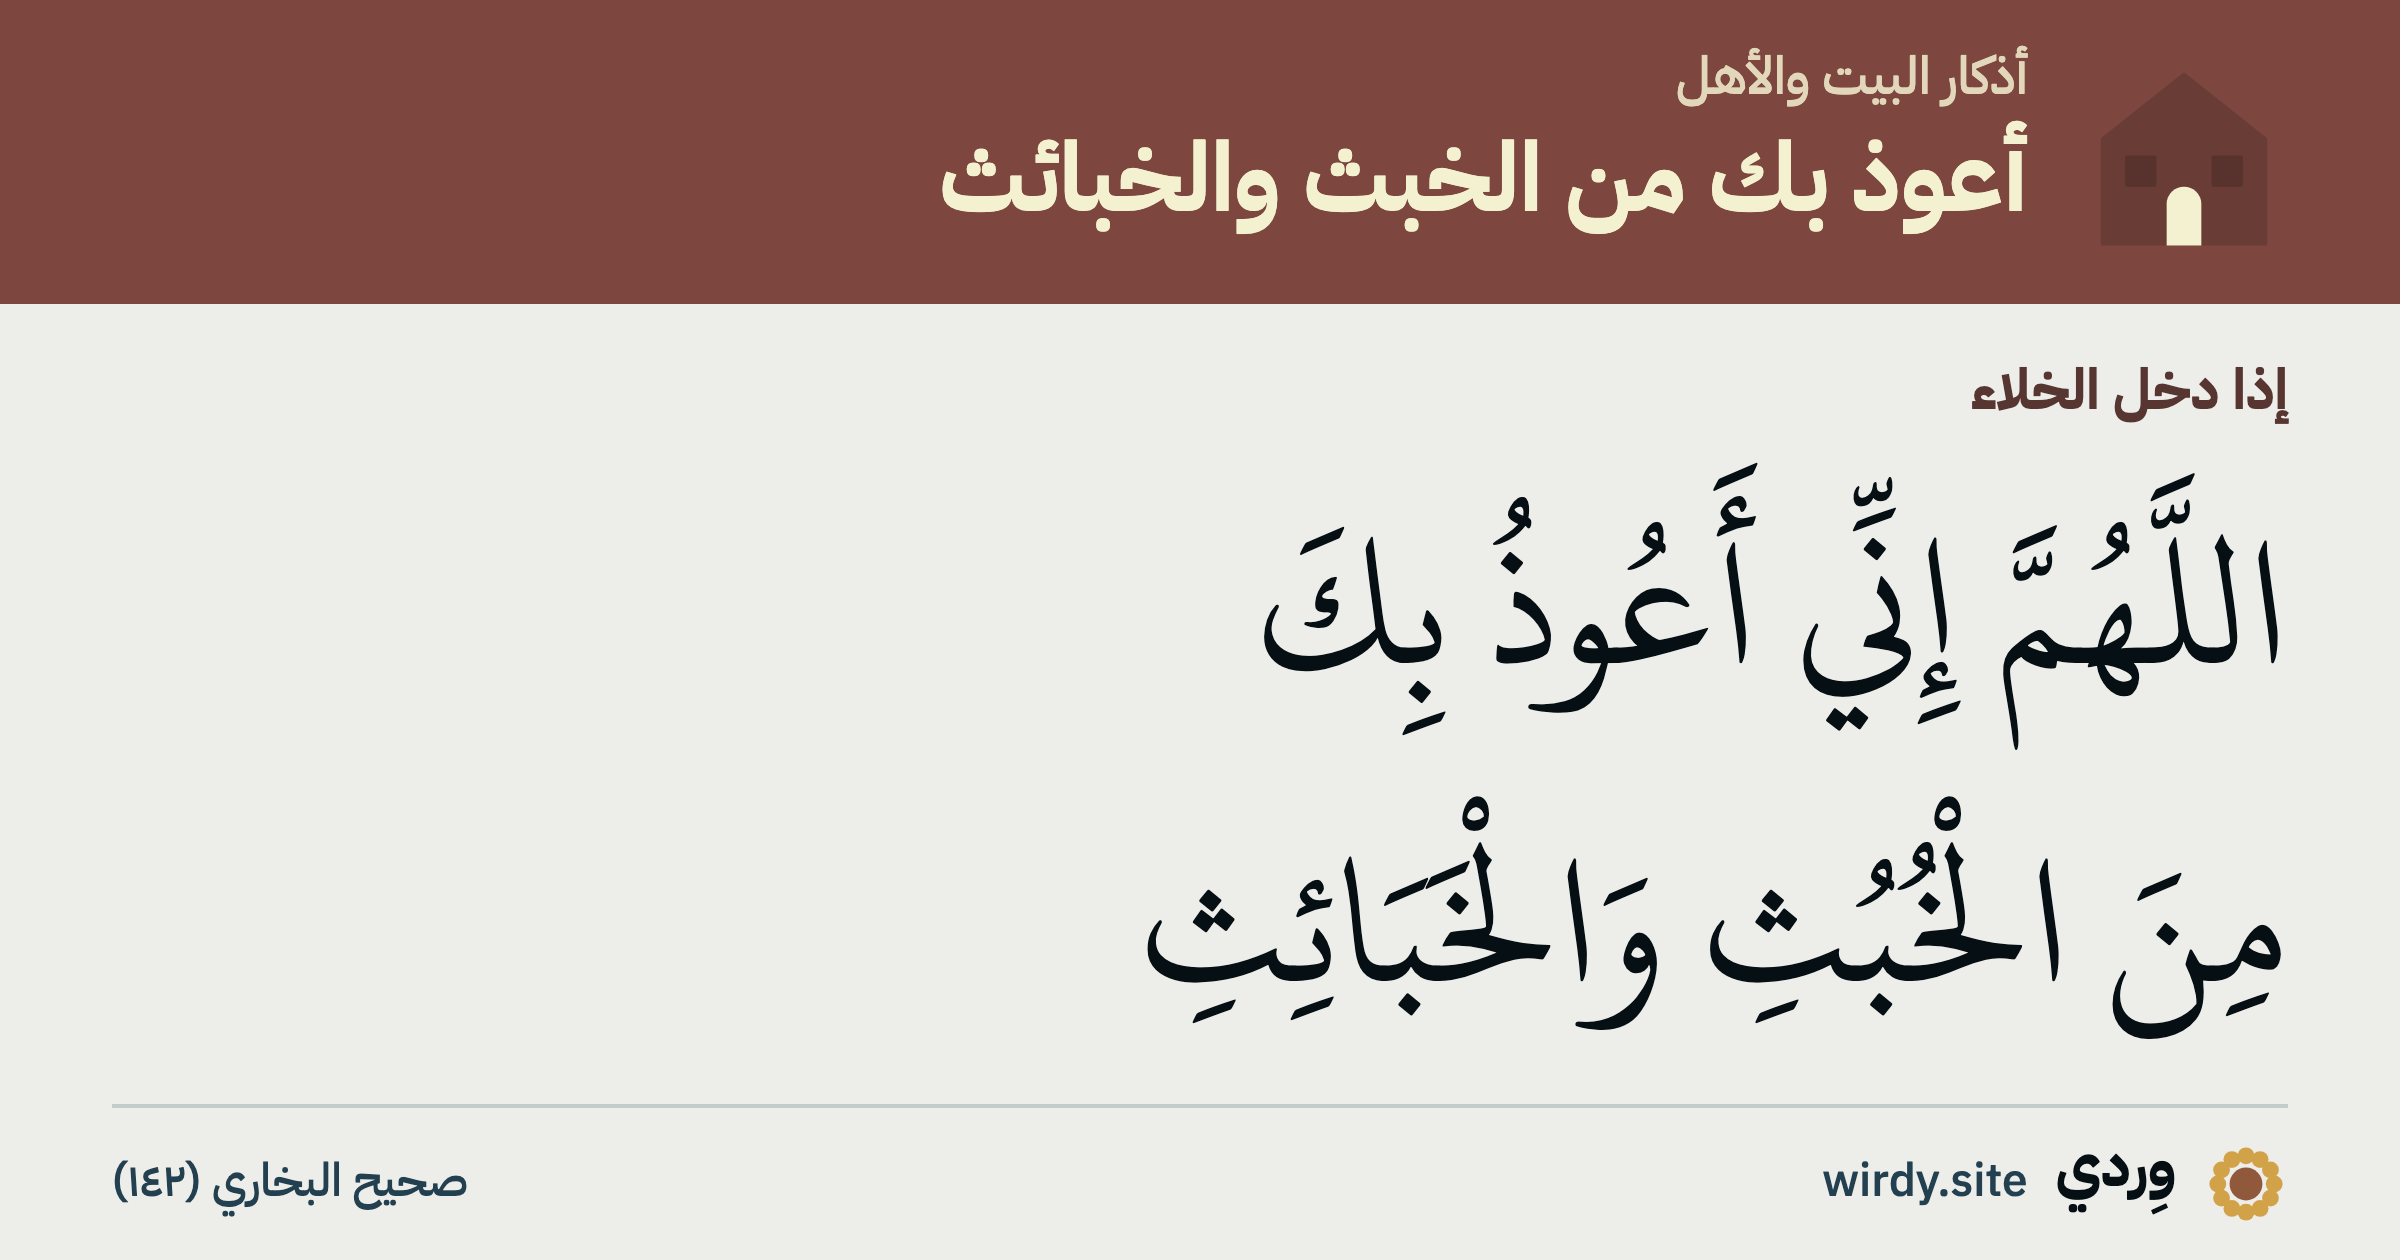 أذكار البيت والأهل
أعوذ بك من الخبث والخبائث
إذا دخل الخلاء
اللَّهُمَّ إِنِّي أَعُوذُ بِكَ
مِنَ الْخُبُثِ وَالْخَبَائِثِ
وِردي wirdy.site
صحيح البخاري (١٤٢)